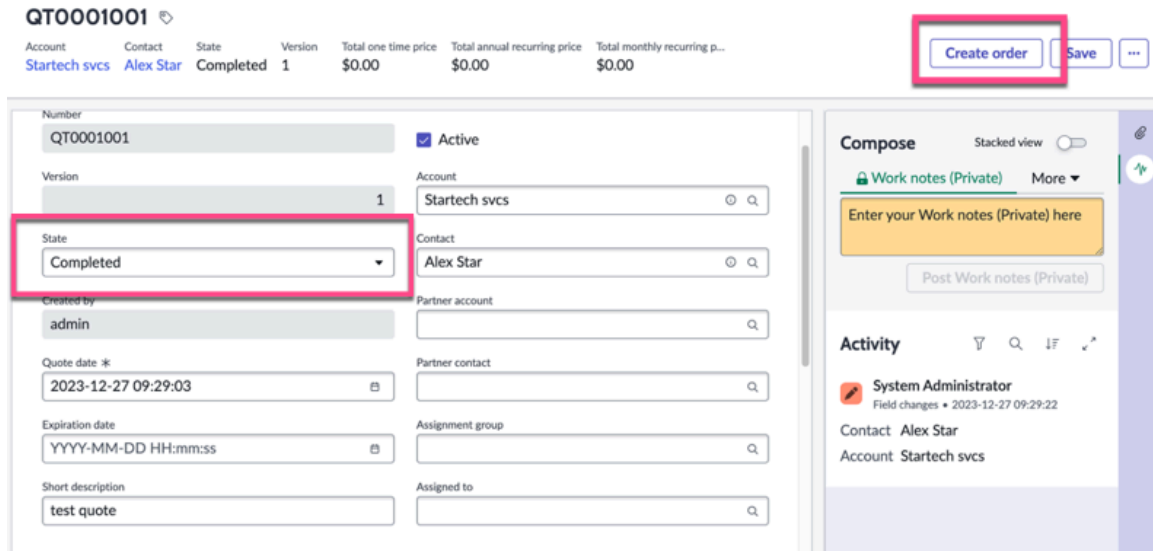 QT0001001
Account Contact State Version Total one time price Total annual recurring price Total monthly recurring p...
Startech svcs Alex Star Completed 1 $0.00 $0.00 $0.00
Create order Save ...
Number
QT0001001
Active
Version
1
Account
Startech svcs
State
Completed
Contact
Alex Star
Created by
admin
Partner account
Quote date *
2023-12-27 09:29:03
Partner contact
Expiration date
YYYY-MM-DD HH:mm:ss
Assignment group
Short description
test quote
Assigned to
Compose Stacked view
Work notes (Private) More
Enter your Work notes (Private) here
Post Work notes (Private)
Activity
System Administrator
Field changes • 2023-12-27 09:29:22
Contact Alex Star
Account Startech svcs